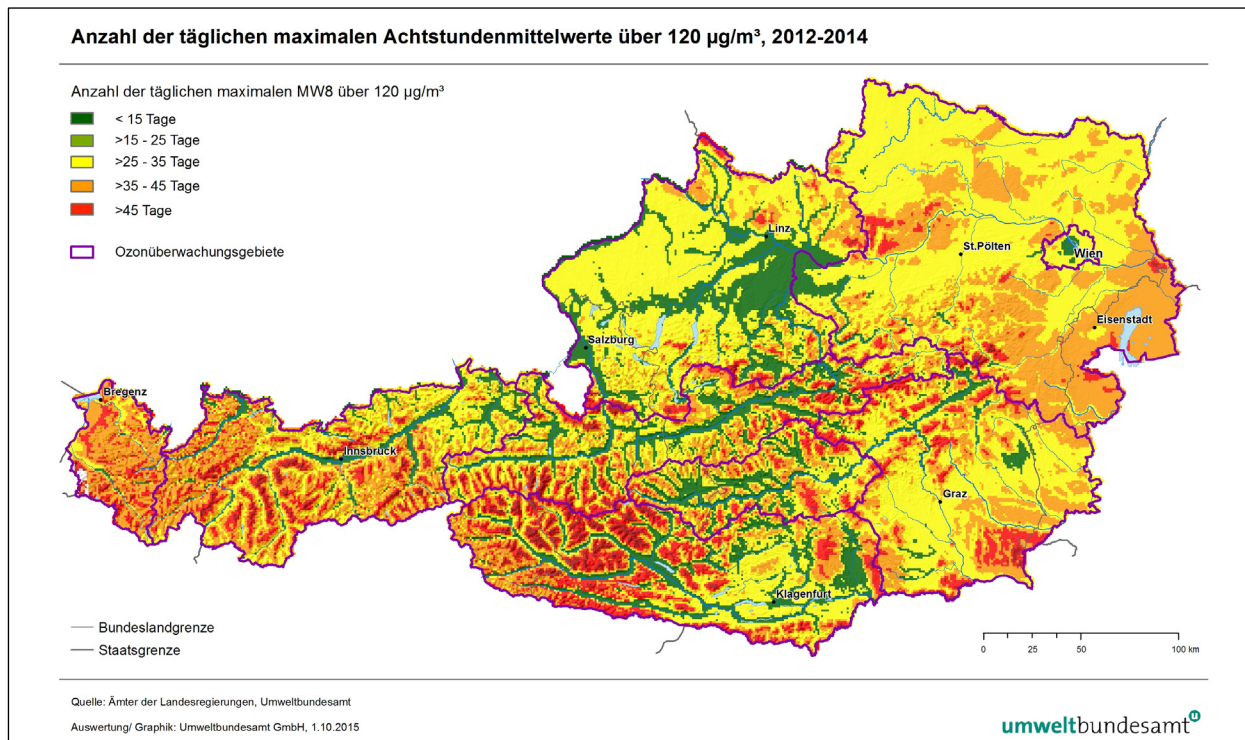 Anzahl der täglichen maximalen Achtstundenmittelwerte über 120 µg/m³, 2012-2014
Anzahl der täglichen maximalen MW8 über 120 µg/m³
< 15 Tage
>15 - 25 Tage
>25 - 35 Tage
>35 - 45 Tage
>45 Tage
Ozonüberwachungsgebiete
Linz
St.Pölten
Wien
Eisenstadt
Salzburg
Bregenz
Innsbruck
Graz
Klagenfurt
Bundeslandgrenze
Staatsgrenze
0 25 50 100 km
Quelle: Ämter der Landesregierungen, Umweltbundesamt
Auswertung/ Graphik: Umweltbundesamt GmbH, 1.10.2015
umweltbundesamt u